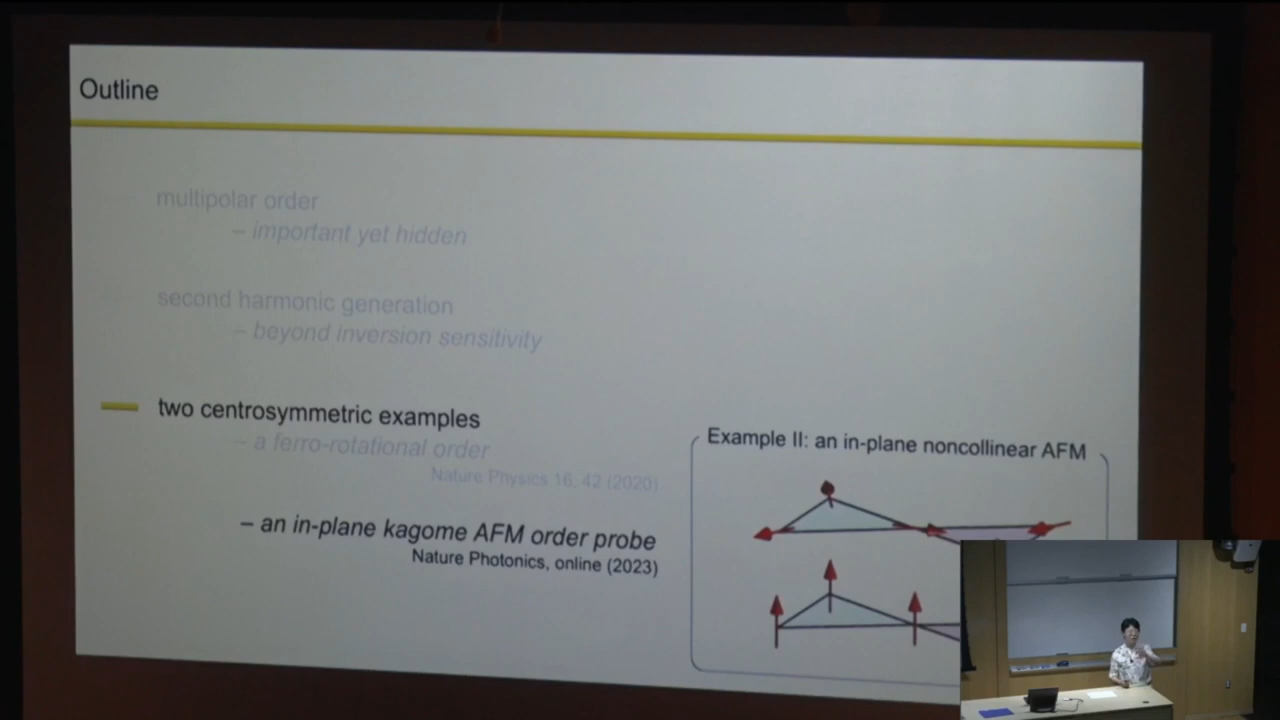 Outline
multipolar order
– important yet hidden
second harmonic generation
– beyond inversion sensitivity
two centrosymmetric examples
– a ferro-rotational order
Nature Physics 16, 42 (2020)
– an in-plane kagome AFM order probe
Nature Photonics, online (2023)
Example II: an in-plane noncollinear AFM